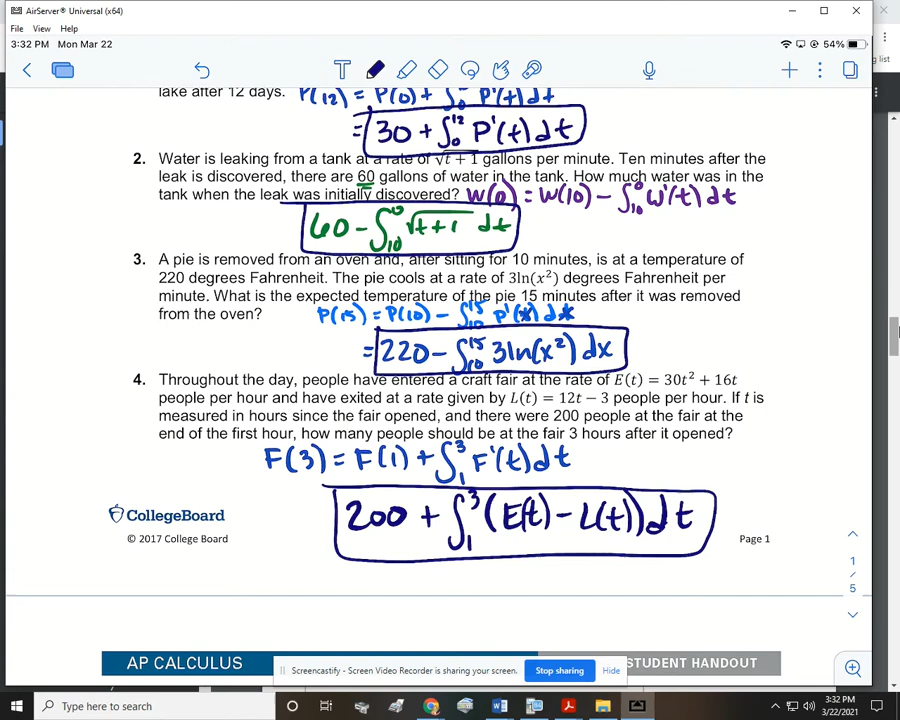 AirServer® Universal (x64)
File View Help
3:32 PM Mon Mar 22
54%
ng list
lake after 12 days. P(12) = P(0) + ∫₀¹² P'(t)dt
= 30 + ∫₀¹² P'(t)dt
2. Water is leaking from a tank at a rate of √t + 1 gallons per minute. Ten minutes after the
leak is discovered, there are 60 gallons of water in the tank. How much water was in the
tank when the leak was initially discovered? W(0) = W(10) − ∫₁₀⁰ W'(t)dt
60 − ∫₁₀⁰ √t+1 dt
3. A pie is removed from an oven and, after sitting for 10 minutes, is at a temperature of
220 degrees Fahrenheit. The pie cools at a rate of 3ln(x²) degrees Fahrenheit per
minute. What is the expected temperature of the pie 15 minutes after it was removed
from the oven? P(15) = P(10) − ∫₁₀¹⁵ P'(x)dx
= 220 − ∫₁₀¹⁵ 3ln(x²)dx
4. Throughout the day, people have entered a craft fair at the rate of E(t) = 30t² + 16t
people per hour and have exited at a rate given by L(t) = 12t − 3 people per hour. If t is
measured in hours since the fair opened, and there were 200 people at the fair at the
end of the first hour, how many people should be at the fair 3 hours after it opened?
F(3) = F(1) + ∫₁³ F'(t)dt
200 + ∫₁³ (E(t) − L(t))dt
CollegeBoard
© 2017 College Board
Page 1
1
/
5
AP CALCULUS
STUDENT HANDOUT
Screencastify - Screen Video Recorder is sharing your screen. Stop sharing Hide
Type here to search
3:32 PM
3/22/2021